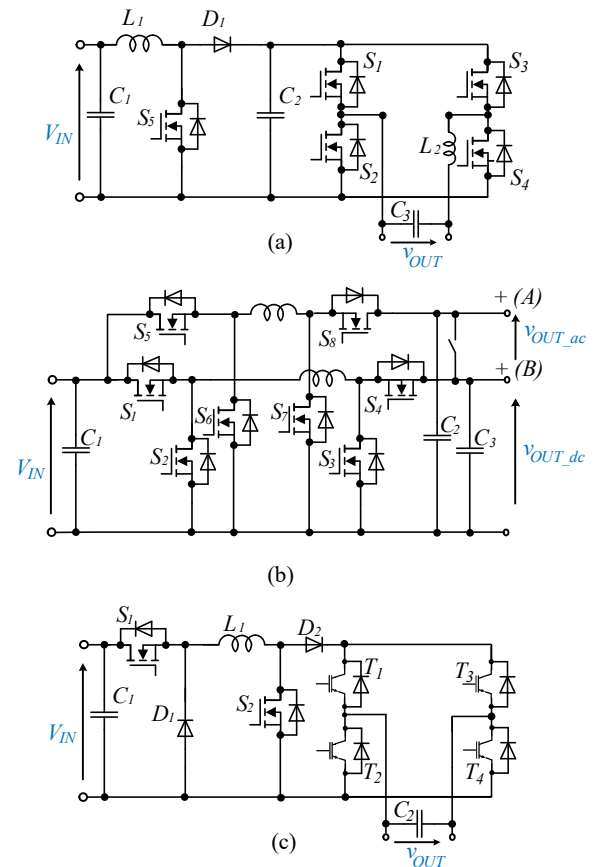 L1 D1
S1 S3
C1 S5 C2
VIN
L2
S2 S4
C3
(a)
vOUT
+ (A)
S5 S8
vOUT_ac
+ (B)
S1 S6 S7 S4
C1 S2 S3 C2 C3
VIN
vOUT_dc
(b)
S1 L1 D2
T1 T3
C1 S2
D1
VIN
T2 T4
C2
(c)
vOUT